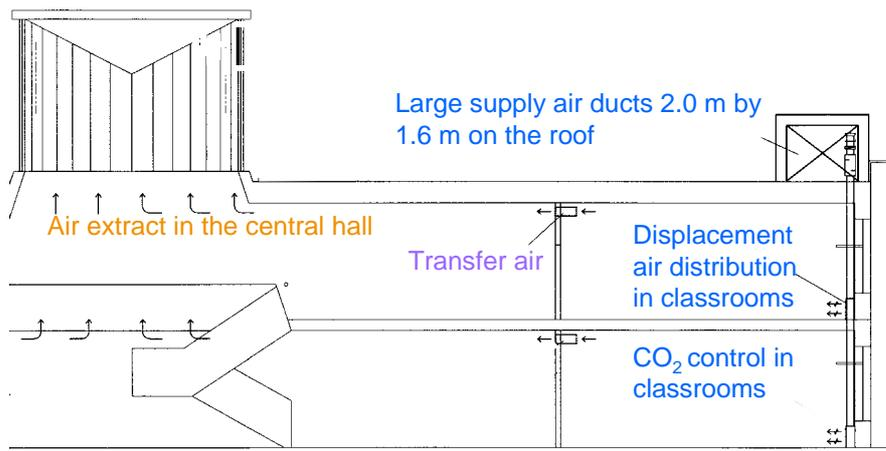 Large supply air ducts 2.0 m by
1.6 m on the roof
Air extract in the central hall
Transfer air
Displacement
air distribution
in classrooms
CO₂ control in
classrooms